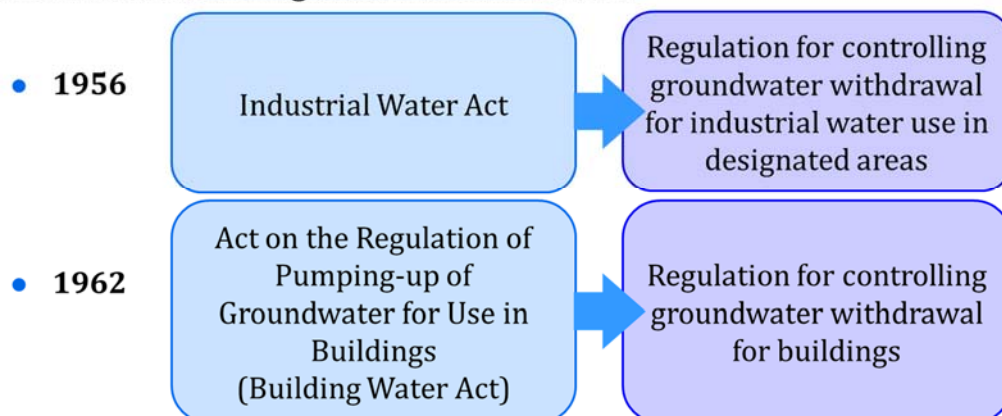 • 1956
Industrial Water Act
Regulation for controlling
groundwater withdrawal
for industrial water use in
designated areas
• 1962
Act on the Regulation of
Pumping-up of
Groundwater for Use in
Buildings
(Building Water Act)
Regulation for controlling
groundwater withdrawal
for buildings